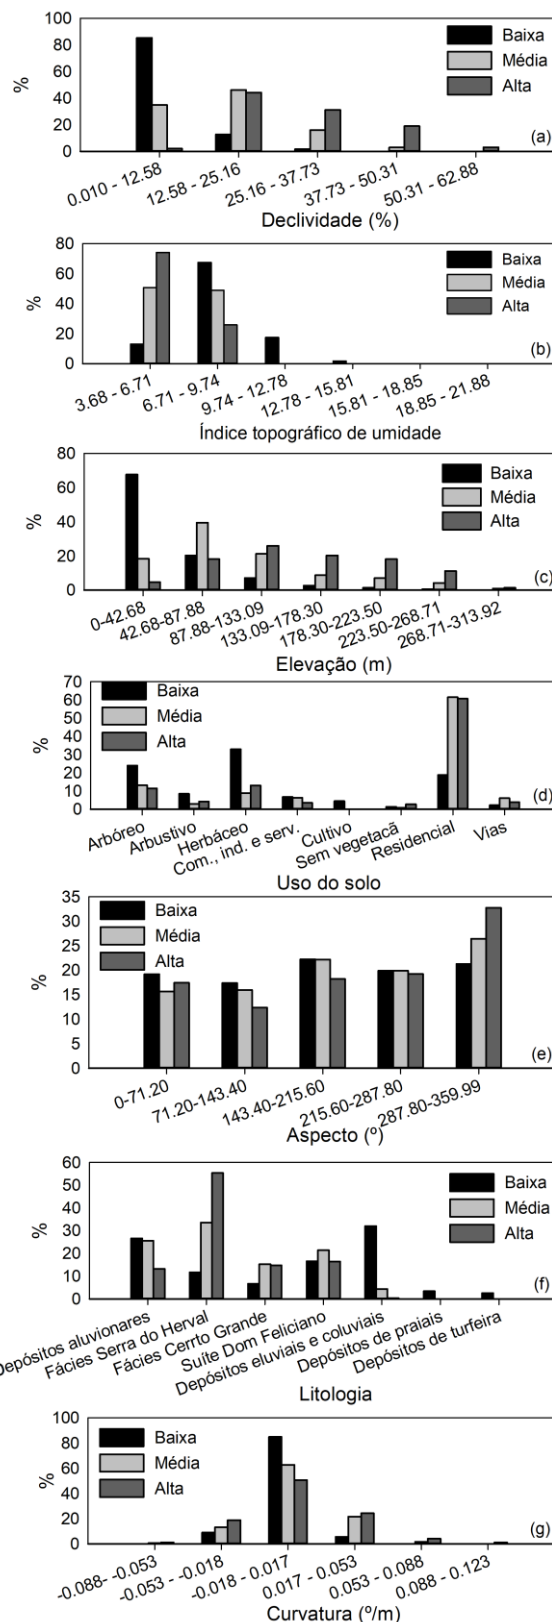 100
80
60
40
20
0
%
Baixa
Média
Alta
(a)
0.010 - 12.58
12.58 - 25.16
25.16 - 37.73
37.73 - 50.31
50.31 - 62.88
Declividade (%)
80
60
40
20
0
%
Baixa
Média
Alta
(b)
3.68 - 6.71
6.71 - 9.74
9.74 - 12.78
12.78 - 15.81
15.81 - 18.85
18.85 - 21.88
Índice topográfico de umidade
80
60
40
20
0
%
Baixa
Média
Alta
(c)
0-42.68
42.68-87.88
87.88-133.09
133.09-178.30
178.30-223.50
223.50-268.71
268.71-313.92
Elevação (m)
70
60
50
40
30
20
10
0
%
Baixa
Média
Alta
(d)
Arbóreo
Arbustivo
Herbáceo
Com., ind. e serv.
Cultivo
Sem vegetacã
Residencial
Vias
Uso do solo
35
30
25
20
15
10
5
0
%
Baixa
Média
Alta
(e)
0-71.20
71.20-143.40
143.40-215.60
215.60-287.80
287.80-359.99
Aspecto (º)
60
50
40
30
20
10
0
%
Baixa
Média
Alta
(f)
Depósitos aluvionares
Fácies Serra do Herval
Fácies Cerrto Grande
Suíte Dom Feliciano
Depósitos eluviais e coluviais
Depósitos de praiais
Depósitos de turfeira
Litologia
100
80
60
40
20
0
%
Baixa
Média
Alta
(g)
-0.088- -0.053
-0.053 - -0.018
-0.018 - 0.017
0.017 - 0.053
0.053 - 0.088
0.088 - 0.123
Curvatura (º/m)